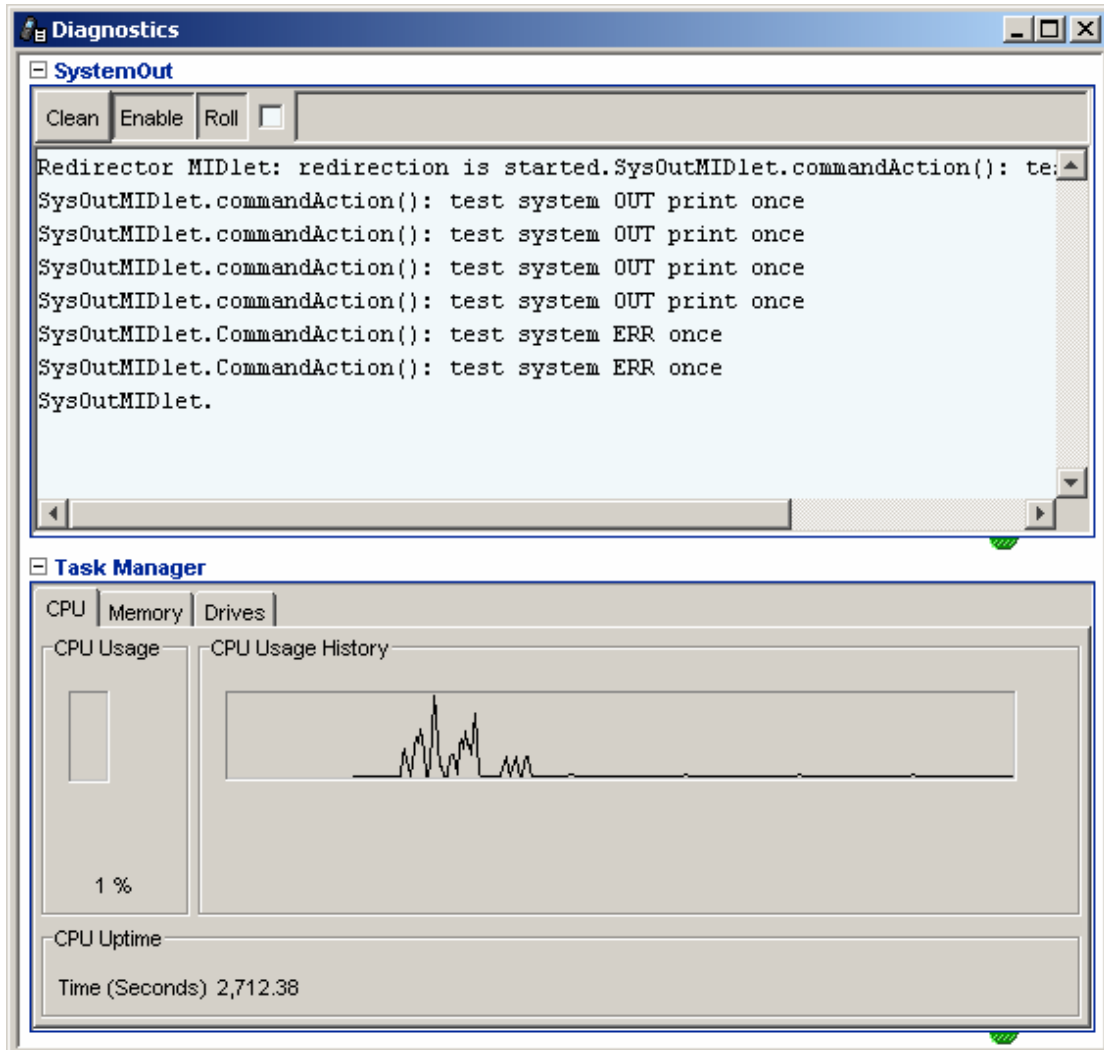 Diagnostics
SystemOut
Clean Enable Roll
Redirector MIDlet: redirection is started.SysOutMIDlet.commandAction(): te
SysOutMIDlet.commandAction(): test system OUT print once
SysOutMIDlet.commandAction(): test system OUT print once
SysOutMIDlet.commandAction(): test system OUT print once
SysOutMIDlet.commandAction(): test system OUT print once
SysOutMIDlet.CommandAction(): test system ERR once
SysOutMIDlet.CommandAction(): test system ERR once
SysOutMIDlet.
Task Manager
CPU Memory Drives
CPU Usage CPU Usage History
1 %
CPU Uptime
Time (Seconds) 2,712.38